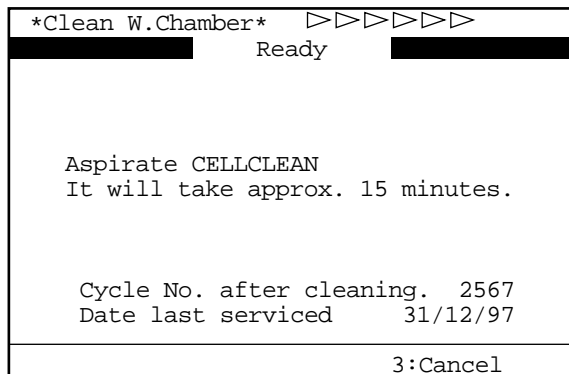 *Clean W.Chamber* ▷▷▷▷▷▷
Ready
Aspirate CELLCLEAN
It will take approx. 15 minutes.
Cycle No. after cleaning. 2567
Date last serviced 31/12/97
3:Cancel